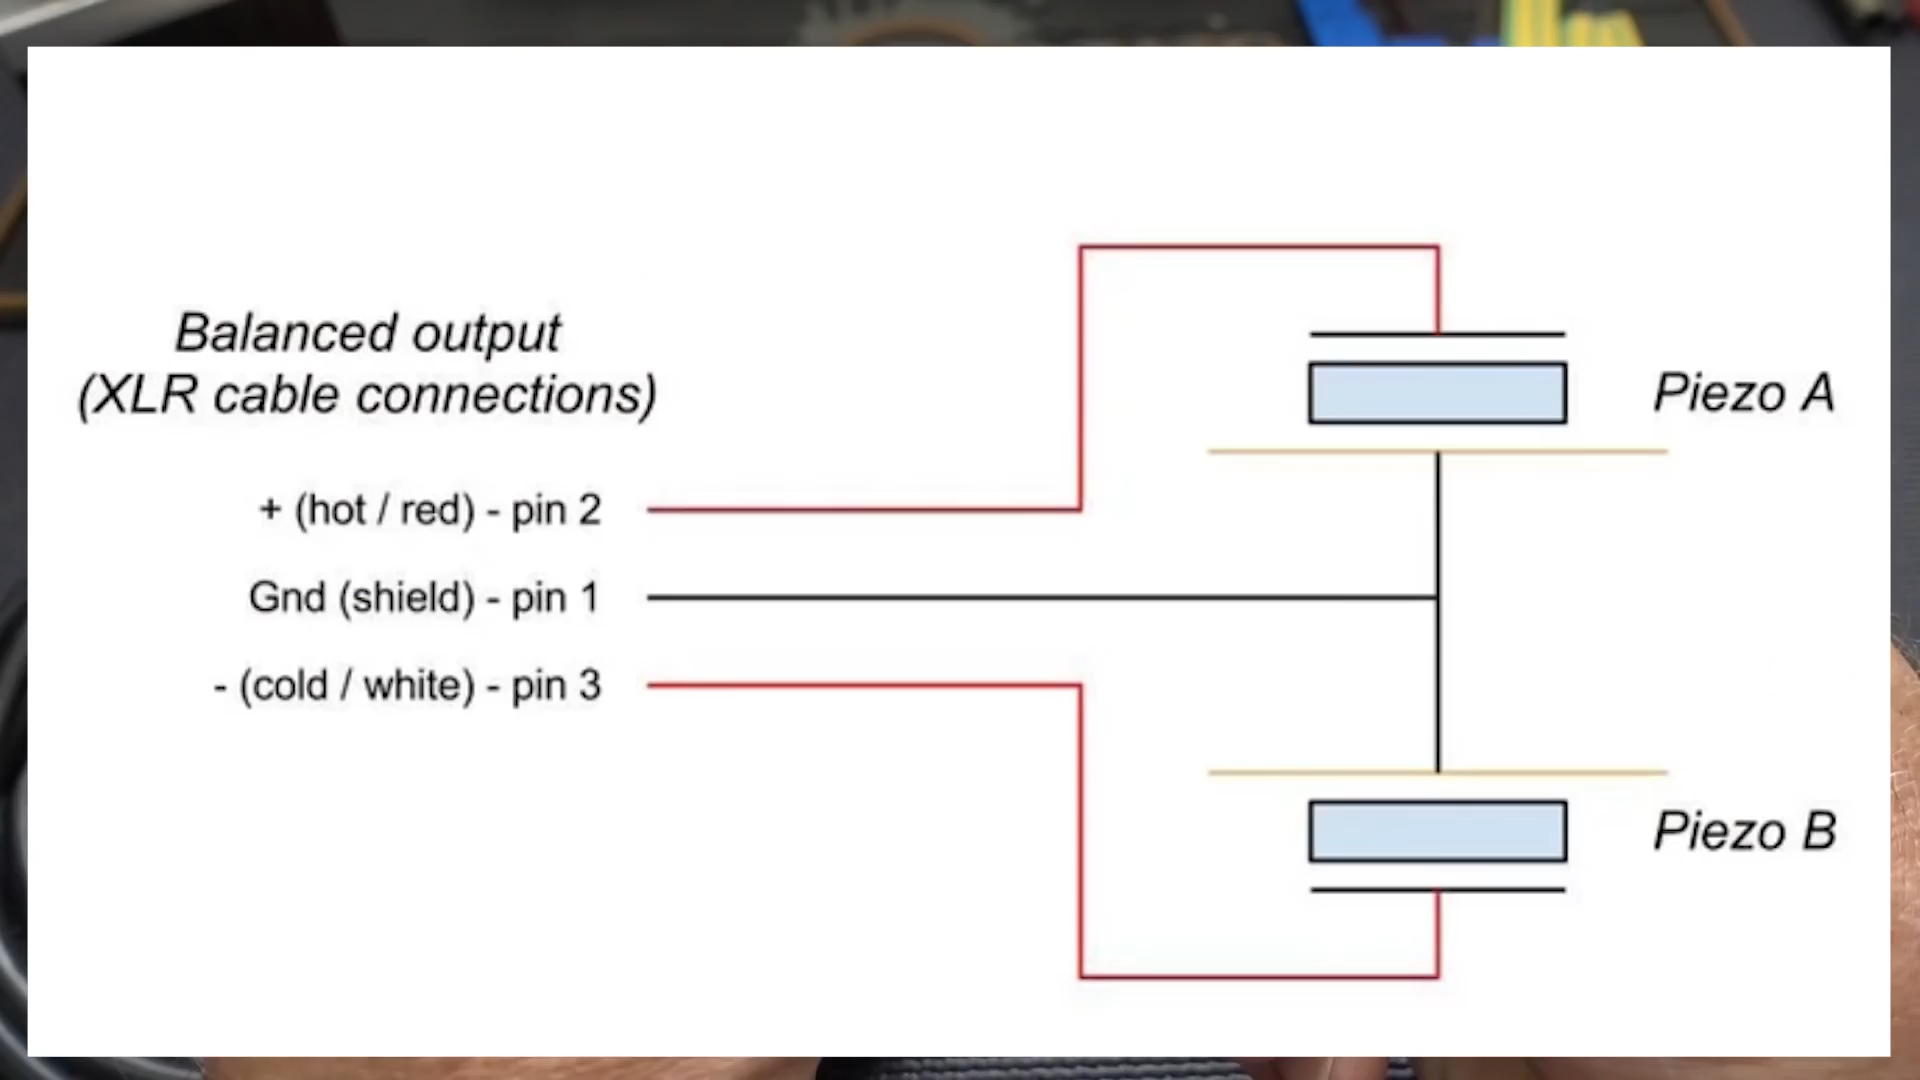 Balanced output
(XLR cable connections)
+ (hot / red) - pin 2
Gnd (shield) - pin 1
- (cold / white) - pin 3
Piezo A
Piezo B